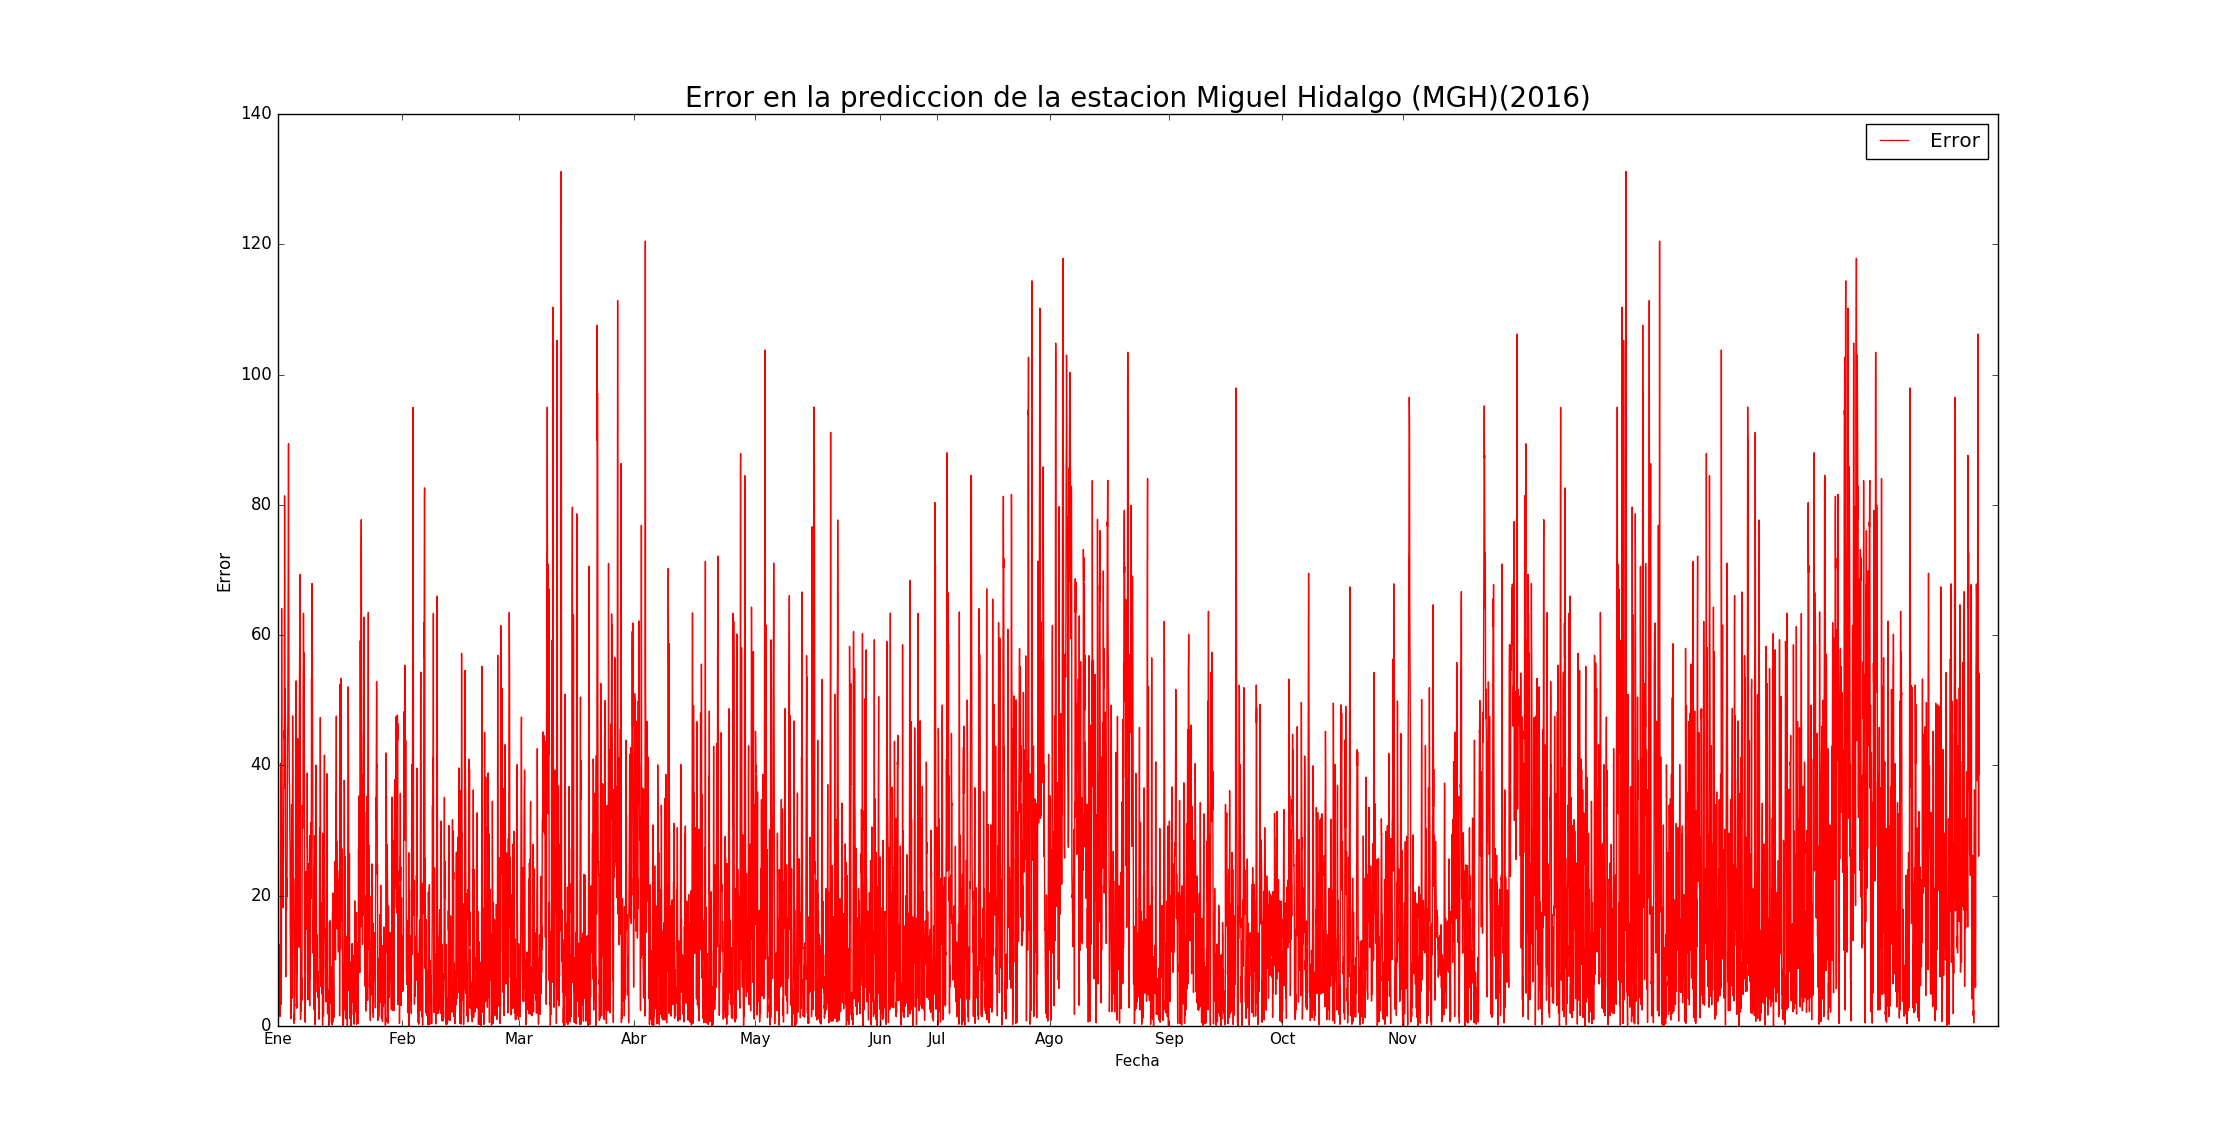 Error en la prediccion de la estacion Miguel Hidalgo (MGH)(2016)
Error
140
120
100
80
60
40
20
0
Error
Ene Feb Mar Abr May Jun Jul Ago Sep Oct Nov
Fecha